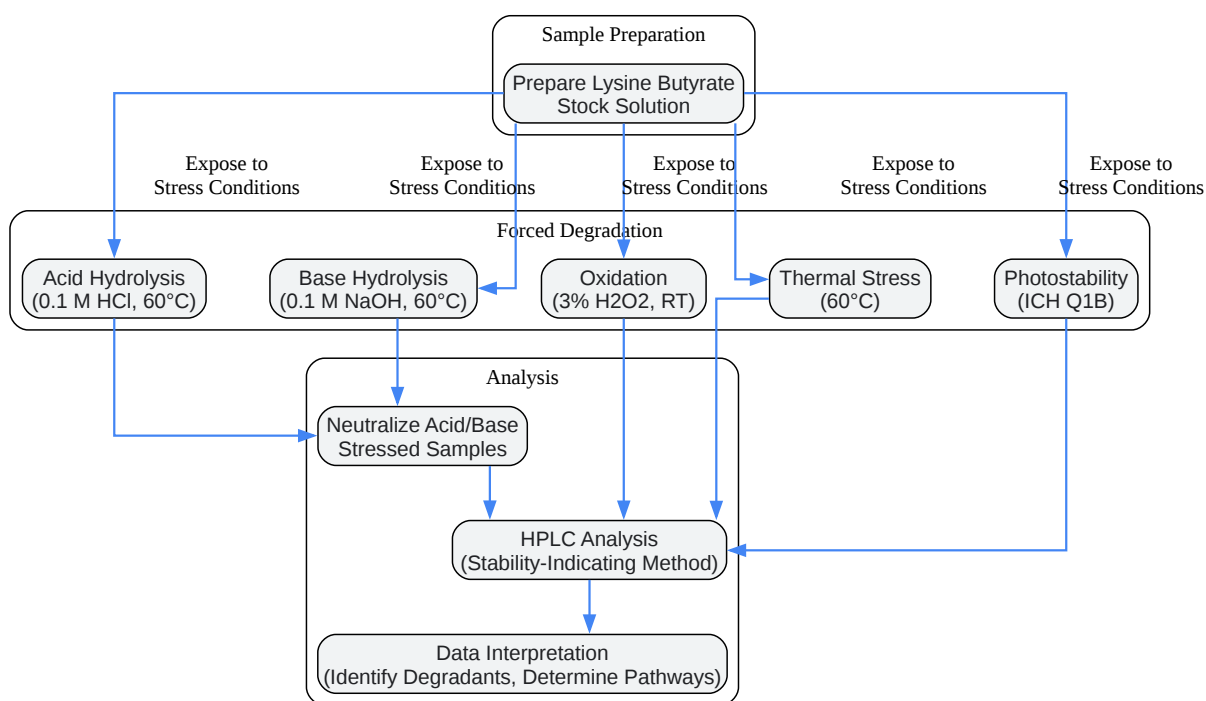 Sample Preparation
Prepare Lysine Butyrate
Stock Solution
Expose to
Stress Conditions
Expose to
Stress Conditions
Expose to
Stress Conditions
Expose to
Stress Conditions
Expose to
Stress Conditions
Forced Degradation
Acid Hydrolysis
(0.1 M HCl, 60°C)
Base Hydrolysis
(0.1 M NaOH, 60°C)
Oxidation
(3% H2O2, RT)
Thermal Stress
(60°C)
Photostability
(ICH Q1B)
Analysis
Neutralize Acid/Base
Stressed Samples
HPLC Analysis
(Stability-Indicating Method)
Data Interpretation
(Identify Degradants, Determine Pathways)